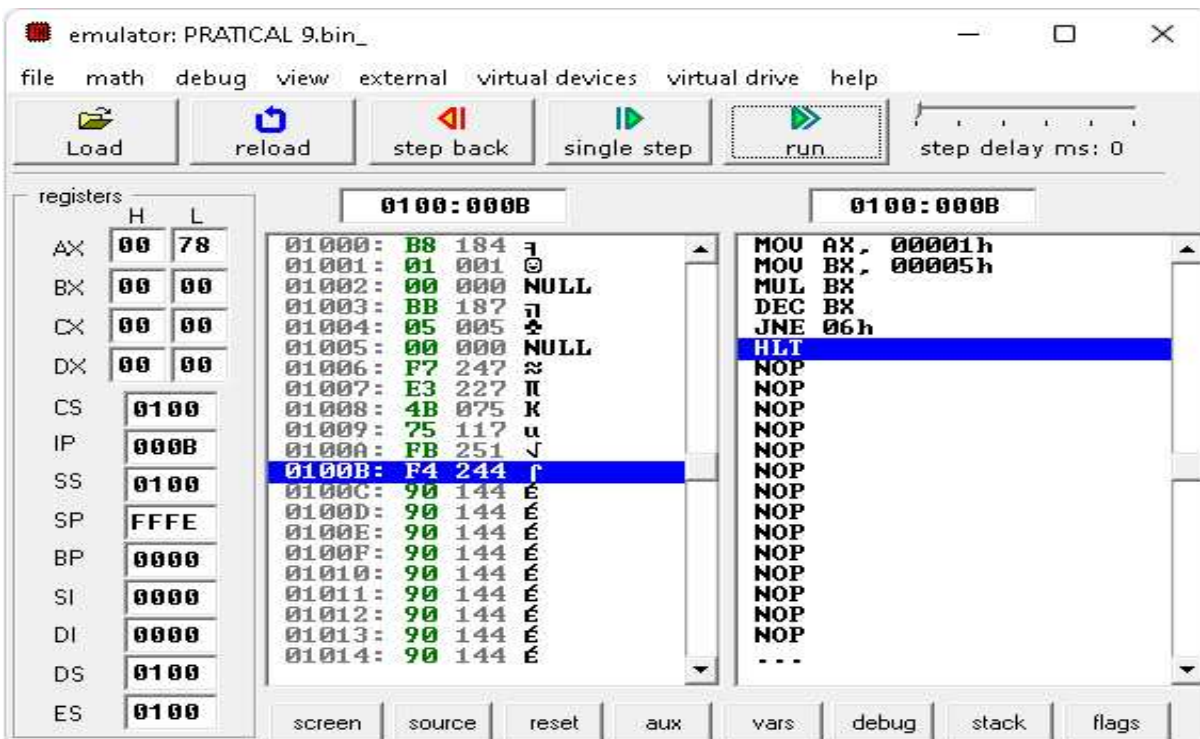 emulator: PRATICAL 9.bin_
file math debug view external virtual devices virtual drive help
Load reload step back single step run step delay ms: 0
registers
H L
AX 00 78
BX 00 00
CX 00 00
DX 00 00
CS 0100
IP 000B
SS 0100
SP FFFE
BP 0000
SI 0000
DI 0000
DS 0100
ES 0100
0100:000B
01000: B8 184 ╕
01001: 01 001 ☺
01002: 00 000 NULL
01003: BB 187 ╗
01004: 05 005 ♣
01005: 00 000 NULL
01006: F7 247 ≈
01007: E3 227 π
01008: 4B 075 K
01009: 75 117 u
0100A: FB 251 √
0100B: F4 244 ⌠
0100C: 90 144 É
0100D: 90 144 É
0100E: 90 144 É
0100F: 90 144 É
01010: 90 144 É
01011: 90 144 É
01012: 90 144 É
01013: 90 144 É
01014: 90 144 É
0100:000B
MOV AX, 00001h
MOV BX, 00005h
MUL BX
DEC BX
JNE 06h
HLT
NOP
NOP
NOP
NOP
NOP
NOP
NOP
NOP
NOP
NOP
NOP
NOP
NOP
NOP
...
screen source reset aux vars debug stack flags